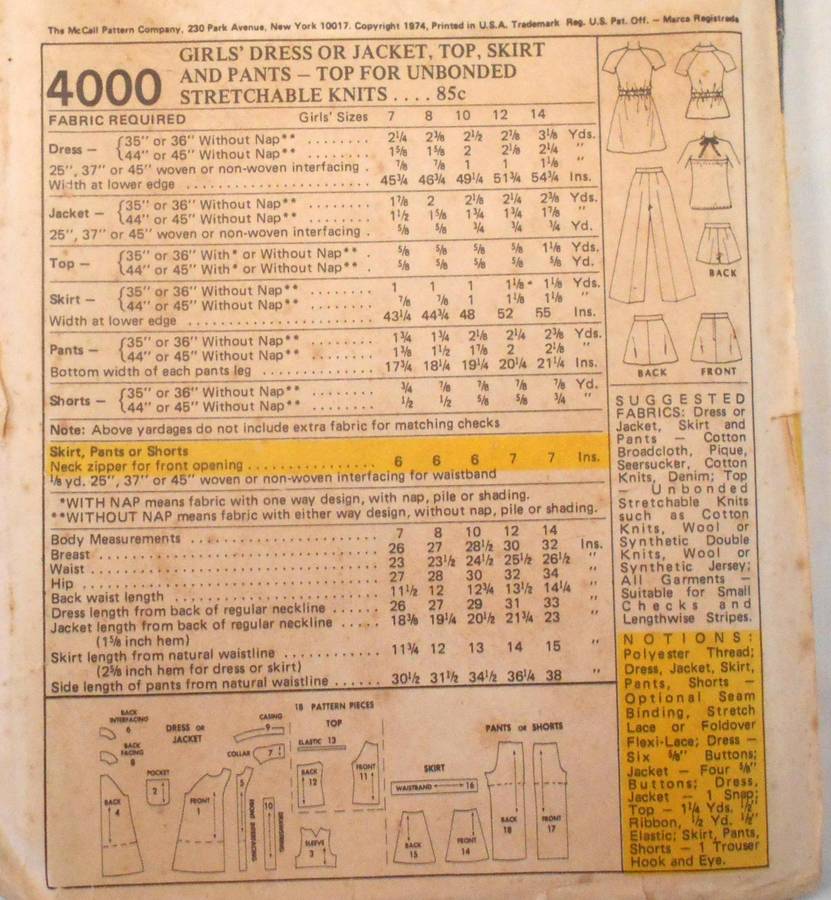 The McCall Pattern Company, 230 Park Avenue, New York 10017. Copyright 1974, Printed in U.S.A. Trademark Reg. U.S. Pat. Off. — Marca Registrada
4000
GIRLS' DRESS OR JACKET, TOP, SKIRT
AND PANTS — TOP FOR UNBONDED
STRETCHABLE KNITS .... 85c
FABRIC REQUIRED Girls' Sizes 7 8 10 12 14
Dress — {35" or 36" Without Nap** ........ 2¼ 2⅜ 2½ 2⅞ 3⅛ Yds.
{44" or 45" Without Nap** ........ 1⅝ 1⅝ 2 2⅛ 2¼ "
25", 37" or 45" woven or non-woven interfacing . ⅞ ⅞ 1 1 1⅛ "
Width at lower edge ........................ 45¾ 46¾ 49¼ 51¾ 54¾ Ins.
Jacket — {35" or 36" Without Nap** ........ 1⅞ 2 2⅛ 2¼ 2⅜ Yds.
{44" or 45" Without Nap** ........ 1½ 1⅝ 1¾ 1¾ 1⅞ "
25", 37" or 45" woven or non-woven interfacing . ⅝ ⅝ ¾ ¾ ¾ Yd.
Top — {35" or 36" With* or Without Nap** . ⅝ ⅝ ⅝ ⅝ 1⅛ Yds.
{44" or 45" With* or Without Nap** . ⅝ ⅝ ⅝ ⅝ ⅝ Yd.
Skirt — {35" or 36" Without Nap** ........ 1 1 1 1⅛ 1⅛ Yds.
{44" or 45" Without Nap** ........ ⅞ ⅞ 1 1⅛ 1⅛ "
Width at lower edge ........................ 43¼ 44¾ 48 52 55 Ins.
Pants — {35" or 36" Without Nap** ........ 1¾ 1¾ 2⅛ 2¼ 2⅜ Yds.
{44" or 45" Without Nap** ........ 1⅜ 1½ 1⅞ 2 2⅛ "
Bottom width of each pants leg .............. 17¾ 18¼ 19¼ 20¼ 21¼ Ins.
Shorts — {35" or 36" Without Nap** ........ ¾ ⅞ ⅞ ⅞ ⅞ Yd.
{44" or 45" Without Nap** ........ ½ ½ ⅝ ⅝ ¾ "
Note: Above yardages do not include extra fabric for matching checks
Skirt, Pants or Shorts
Neck zipper for front opening ................ 6 6 6 7 7 Ins.
⅛ yd. 25", 37" or 45" woven or non-woven interfacing for waistband
*WITH NAP means fabric with one way design, with nap, pile or shading.
**WITHOUT NAP means fabric with either way design, without nap, pile or shading.
Body Measurements .................. 7 8 10 12 14
Breast ............................. 26 27 28½ 30 32 Ins.
Waist .............................. 23 23½ 24½ 25½ 26½ "
Hip ................................ 27 28 30 32 34 "
Back waist length .................. 11½ 12 12¾ 13½ 14¼ "
Dress length from back of regular neckline ...... 26 27 29 31 33 "
Jacket length from back of regular neckline ..... 18⅜ 19¼ 20½ 21¾ 23 "
(1⅝ inch hem)
Skirt length from natural waistline ............ 11¾ 12 13 14 15 "
(2⅝ inch hem for dress or skirt)
Side length of pants from natural waistline ...... 30½ 31½ 34½ 36¼ 38 "
BACK
BACK
FRONT
SUGGESTED
FABRICS: Dress or
Jacket, Skirt and
Pants — Cotton
Broadcloth, Pique,
Seersucker, Cotton
Knits, Denim; Top
— Unbonded
Stretchable Knits
such as Cotton
Knits, Wool or
Synthetic Double
Knits, Wool or
Synthetic Jersey;
All Garments —
Suitable for Small
Checks and
Lengthwise Stripes.
NOTIONS:
Polyester Thread;
Dress, Jacket, Skirt,
Pants, Shorts —
Optional Seam
Binding, Stretch
Lace or Foldover
Flexi-Lace; Dress —
Six ⅝" Buttons;
Jacket — Four ⅝"
Buttons; Dress,
Jacket — 1 Snap;
Top — 1¼ Yds. ½"
Ribbon, ½ Yd. ¼"
Elastic; Skirt, Pants,
Shorts — 1 Trouser
Hook and Eye.
18 PATTERN PIECES
BACK INTERFACING 6
BACK FACING 8
DRESS OR JACKET
CASING 9
COLLAR 7
POCKET 2
BACK 4
FRONT 1
5
FRONT INTERFACING
10
TOP
ELASTIC 13
BACK 12
FRONT 11
SLEEVE 3
SKIRT
WAISTBAND 16
BACK 15
FRONT 14
PANTS OR SHORTS
BACK 18
FRONT 17